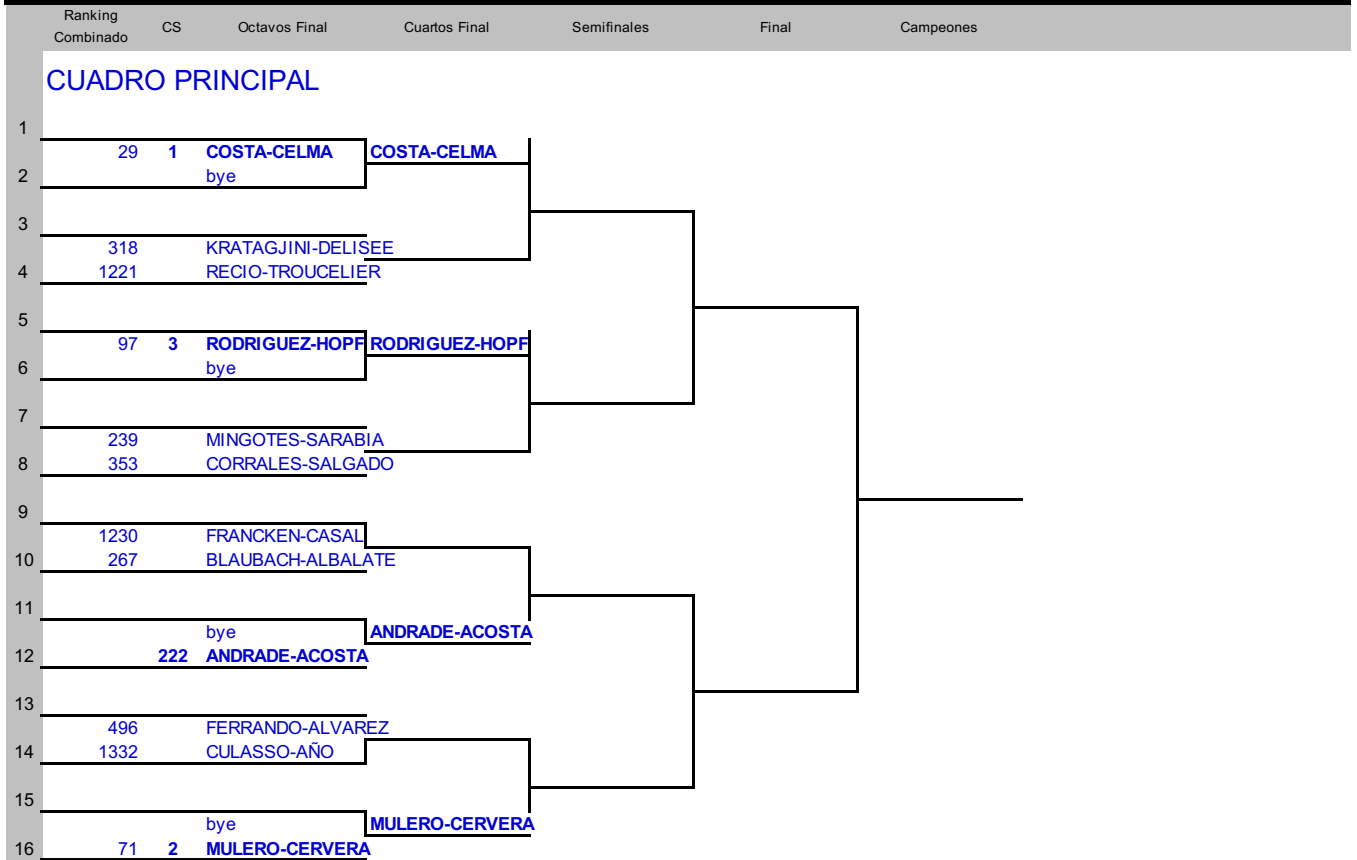 Ranking Combinado CS Octavos Final Cuartos Final Semifinales Final Campeones
CUADRO PRINCIPAL
1
29 1 COSTA-CELMA COSTA-CELMA
2 bye
3
318 KRATAGJINI-DELISEE
4 1221 RECIO-TROUCELIER
5
97 3 RODRIGUEZ-HOPF RODRIGUEZ-HOPF
6 bye
7
239 MINGOTES-SARABIA
8 353 CORRALES-SALGADO
9
1230 FRANCKEN-CASAL
10 267 BLAUBACH-ALBALATE
11
bye ANDRADE-ACOSTA
12 222 ANDRADE-ACOSTA
13
496 FERRANDO-ALVAREZ
14 1332 CULASSO-AÑO
15
bye MULERO-CERVERA
16 71 2 MULERO-CERVERA